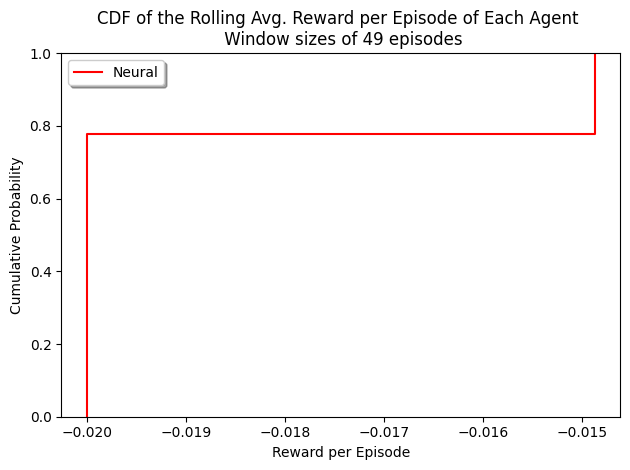 CDF of the Rolling Avg. Reward per Episode of Each Agent
Window sizes of 49 episodes
Neural
Cumulative Probability
1.0
0.8
0.6
0.4
0.2
0.0
−0.020
−0.019
−0.018
−0.017
−0.016
−0.015
Reward per Episode